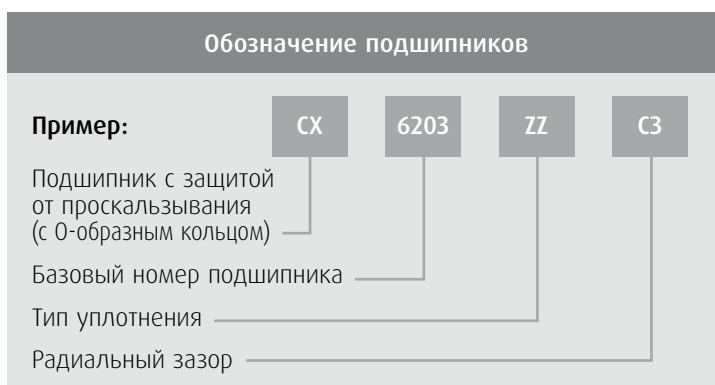 Обозначение подшипников
Пример: CX 6203 ZZ C3
Подшипник с защитой
от проскальзывания
(с О-образным кольцом)
Базовый номер подшипника
Тип уплотнения
Радиальный зазор